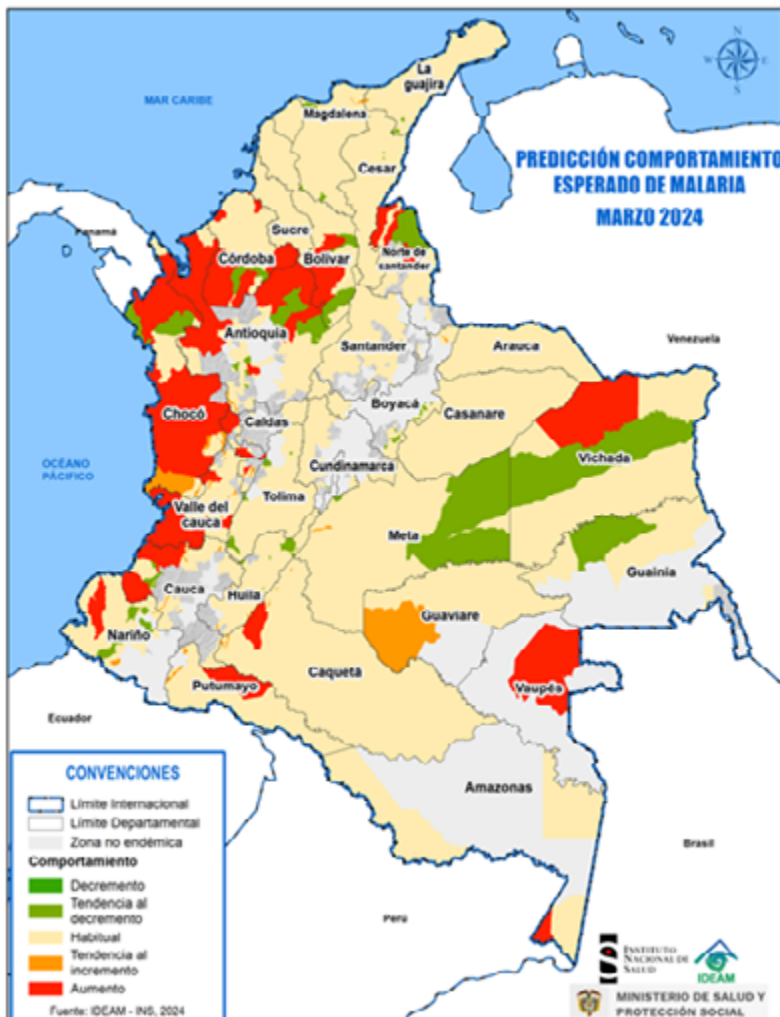 La
guajira
MAR CARIBE
Magdalena
Cesar
PREDICCIÓN COMPORTAMIENTO
ESPERADO DE MALARIA
MARZO 2024
N
W
E
S
Panamá
Sucre
Córdoba
Bolivar
Norte de
santander
Antioquia
Santander
Arauca
Venezuela
Chocó
Caldas
Boyacá
Casanare
OCÉANO
PÁCIFICO
Cundinamarca
Vichada
Tolima
Valle del
cauca
Meta
Guainia
Cauca
Huila
Guaviare
Nariño
Caquetá
Putumayo
Vaupés
Ecuador
Amazonas
Brasil
Perú
CONVENCIONES
Límite Internacional
Límite Departamental
Zona no endémica
Comportamiento
Decremento
Tendencia al
decremento
Habitual
Tendencia al
incremento
Aumento
Fuente: IDEAM - INS, 2024
INSTITUTO
NACIONAL DE
SALUD
IDEAM
MINISTERIO DE SALUD Y
PROTECCIÓN SOCIAL